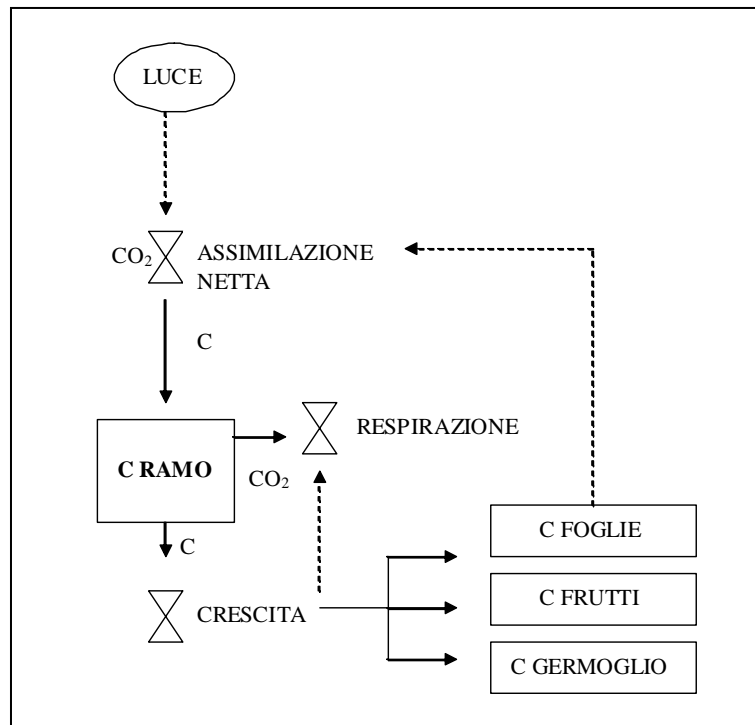 LUCE
CO₂
ASSIMILAZIONE
NETTA
C
C RAMO
RESPIRAZIONE
CO₂
C
C FOGLIE
C FRUTTI
CRESCITA
C GERMOGLIO